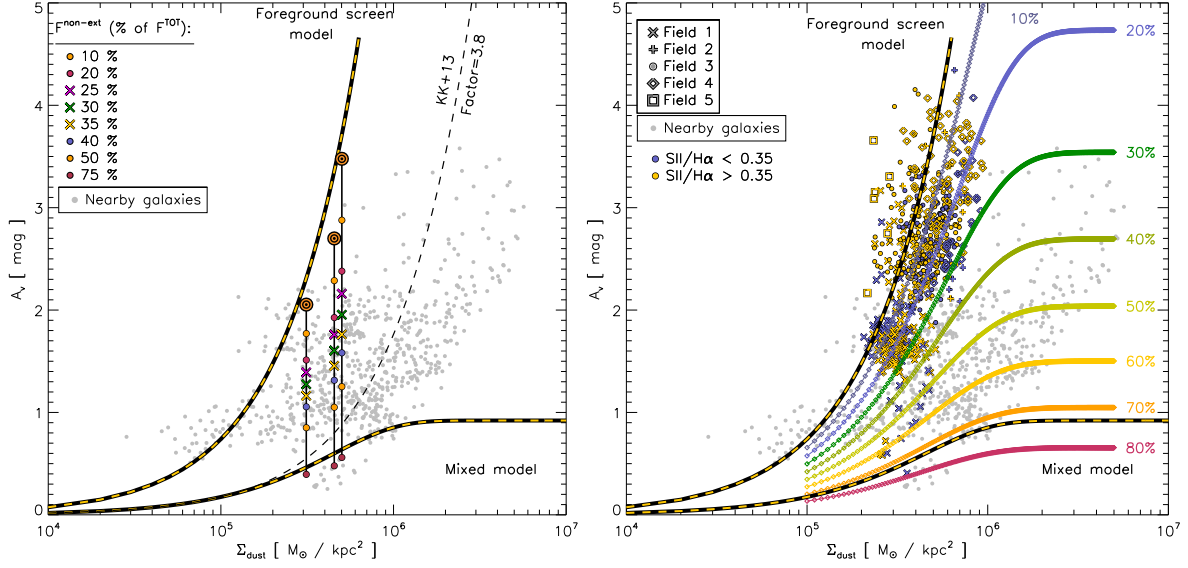 Foreground screen
model
F^non-ext (% of F^TOT):
10 %
20 %
25 %
30 %
35 %
40 %
50 %
75 %
Nearby galaxies
KK+13
Factor=3.8
Mixed model
A_v [ mag ]
0
1
2
3
4
5
10^4
10^5
10^6
10^7
Σ_dust [ M_⊙ / kpc^2 ]
Foreground screen
model
Field 1
Field 2
Field 3
Field 4
Field 5
Nearby galaxies
SII/Hα < 0.35
SII/Hα > 0.35
10%
20%
30%
40%
50%
60%
70%
80%
Mixed model
A_v [ mag ]
0
1
2
3
4
5
10^4
10^5
10^6
10^7
Σ_dust [ M_⊙ / kpc^2 ]